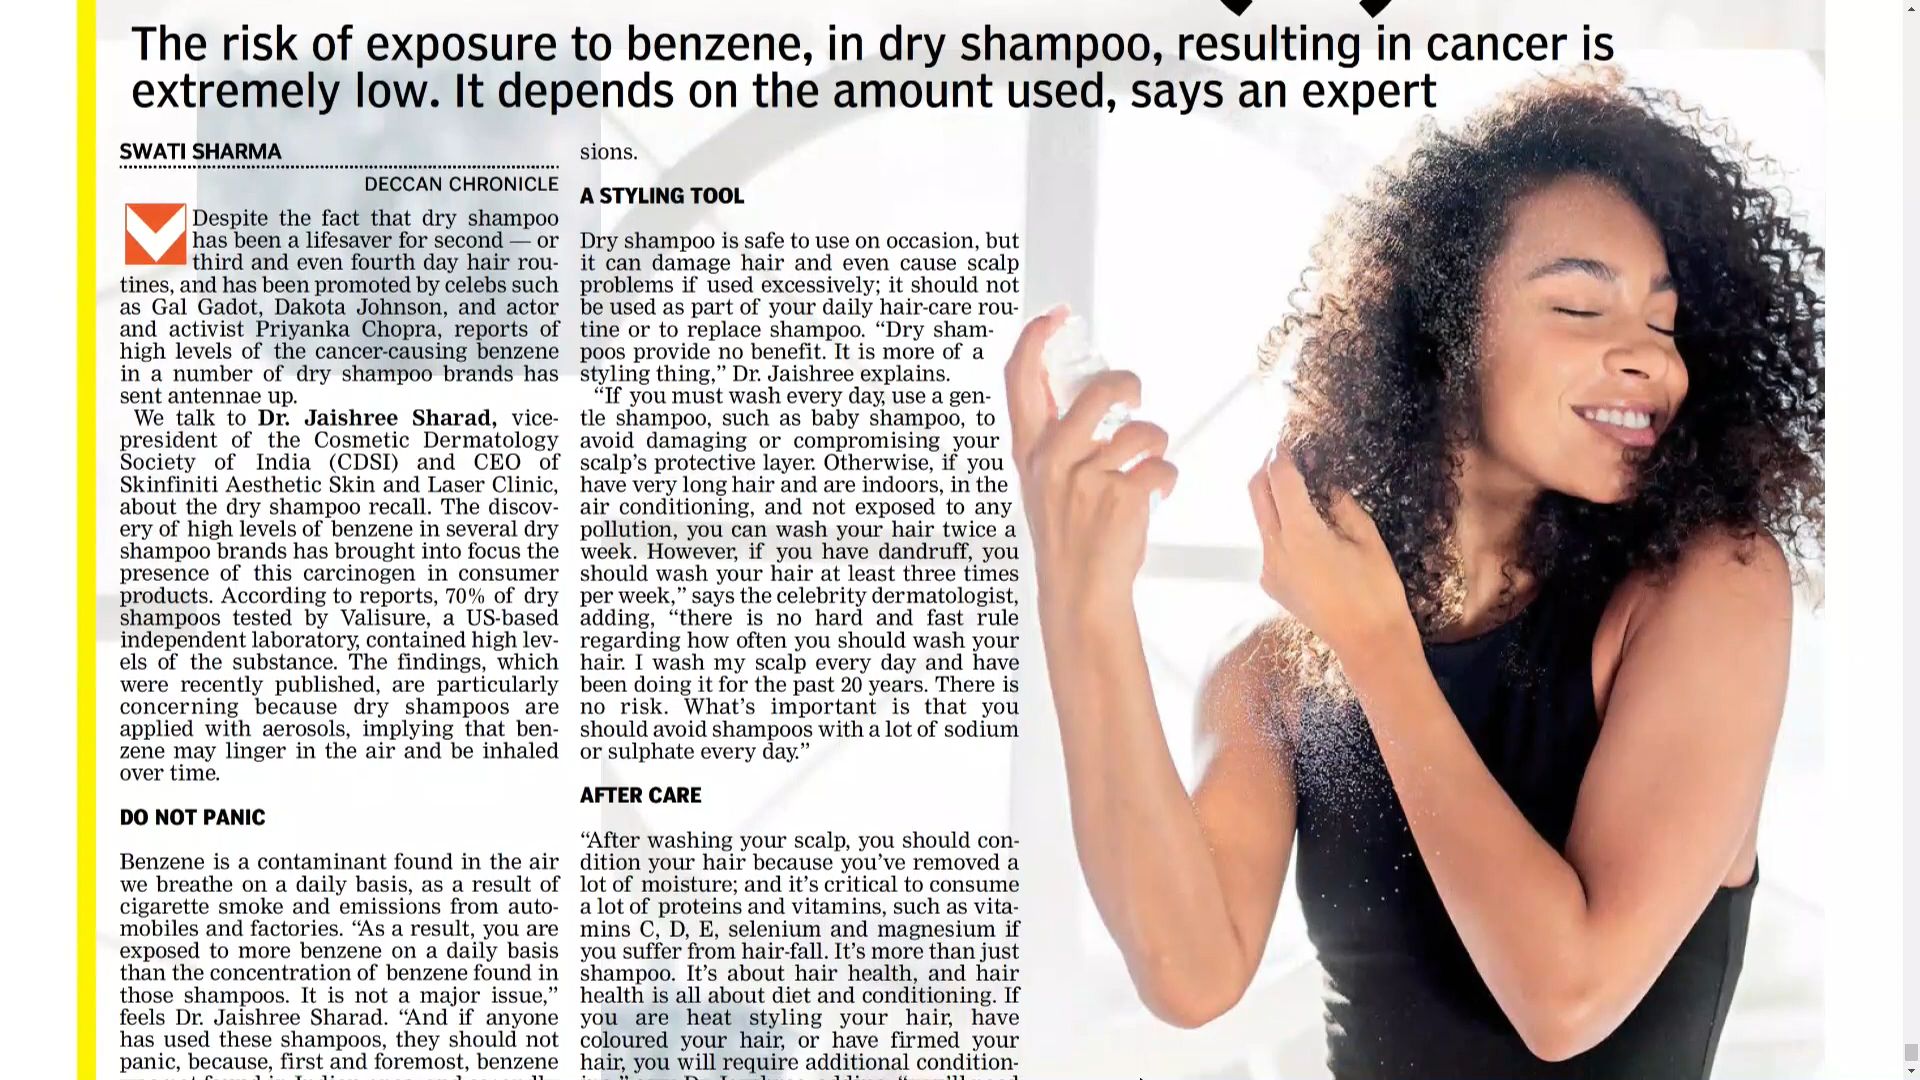 The risk of exposure to benzene, in dry shampoo, resulting in cancer is
extremely low. It depends on the amount used, says an expert
SWATI SHARMA
DECCAN CHRONICLE
Despite the fact that dry shampoo
has been a lifesaver for second — or
third and even fourth day hair rou-
tines, and has been promoted by celebs such
as Gal Gadot, Dakota Johnson, and actor
and activist Priyanka Chopra, reports of
high levels of the cancer-causing benzene
in a number of dry shampoo brands has
sent antennae up.
We talk to Dr. Jaishree Sharad, vice-
president of the Cosmetic Dermatology
Society of India (CDSI) and CEO of
Skinfiniti Aesthetic Skin and Laser Clinic,
about the dry shampoo recall. The discov-
ery of high levels of benzene in several dry
shampoo brands has brought into focus the
presence of this carcinogen in consumer
products. According to reports, 70% of dry
shampoos tested by Valisure, a US-based
independent laboratory, contained high lev-
els of the substance. The findings, which
were recently published, are particularly
concerning because dry shampoos are
applied with aerosols, implying that ben-
zene may linger in the air and be inhaled
over time.
DO NOT PANIC
Benzene is a contaminant found in the air
we breathe on a daily basis, as a result of
cigarette smoke and emissions from auto-
mobiles and factories. “As a result, you are
exposed to more benzene on a daily basis
than the concentration of benzene found in
those shampoos. It is not a major issue,”
feels Dr. Jaishree Sharad. “And if anyone
has used these shampoos, they should not
panic, because, first and foremost, benzene
sions.
A STYLING TOOL
Dry shampoo is safe to use on occasion, but
it can damage hair and even cause scalp
problems if used excessively; it should not
be used as part of your daily hair-care rou-
tine or to replace shampoo. “Dry sham-
poos provide no benefit. It is more of a
styling thing,” Dr. Jaishree explains.
“If you must wash every day, use a gen-
tle shampoo, such as baby shampoo, to
avoid damaging or compromising your
scalp’s protective layer. Otherwise, if you
have very long hair and are indoors, in the
air conditioning, and not exposed to any
pollution, you can wash your hair twice a
week. However, if you have dandruff, you
should wash your hair at least three times
per week,” says the celebrity dermatologist,
adding, “there is no hard and fast rule
regarding how often you should wash your
hair. I wash my scalp every day and have
been doing it for the past 20 years. There is
no risk. What’s important is that you
should avoid shampoos with a lot of sodium
or sulphate every day.”
AFTER CARE
“After washing your scalp, you should con-
dition your hair because you’ve removed a
lot of moisture; and it’s critical to consume
a lot of proteins and vitamins, such as vita-
mins C, D, E, selenium and magnesium if
you suffer from hair-fall. It’s more than just
shampoo. It’s about hair health, and hair
health is all about diet and conditioning. If
you are heat styling your hair, have
coloured your hair, or have firmed your
hair, you will require additional condition-